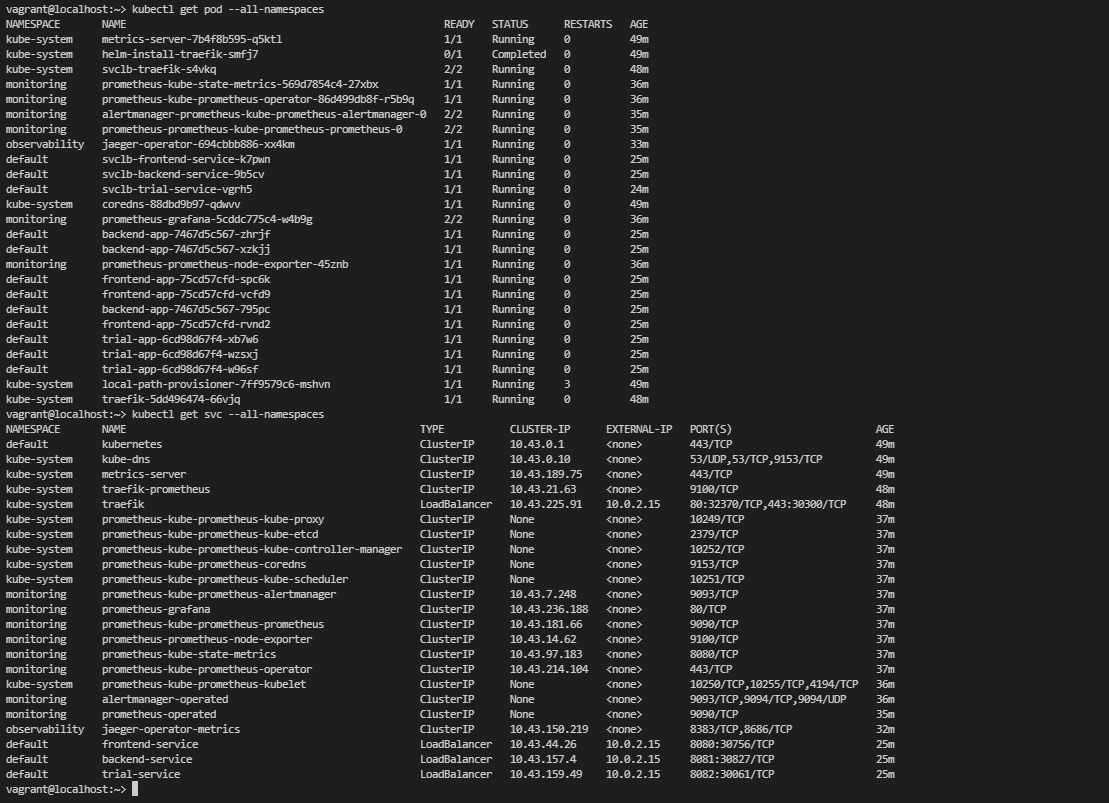 vagrant@localhost:~> kubectl get pod --all-namespaces
NAMESPACE NAME READY STATUS RESTARTS AGE
kube-system metrics-server-7b4f8b595-q5ktl 1/1 Running 0 49m
kube-system helm-install-traefik-smfj7 0/1 Completed 0 49m
kube-system svclb-traefik-s4vkq 2/2 Running 0 48m
monitoring prometheus-kube-state-metrics-569d7854c4-27xbx 1/1 Running 0 36m
monitoring prometheus-kube-prometheus-operator-86d499db8f-r5b9q 1/1 Running 0 36m
monitoring alertmanager-prometheus-kube-prometheus-alertmanager-0 2/2 Running 0 35m
monitoring prometheus-prometheus-kube-prometheus-prometheus-0 2/2 Running 0 35m
observability jaeger-operator-694cbbb886-xx4km 1/1 Running 0 33m
default svclb-frontend-service-k7pwn 1/1 Running 0 25m
default svclb-backend-service-9b5cv 1/1 Running 0 25m
default svclb-trial-service-vgrh5 1/1 Running 0 24m
kube-system coredns-88dbd9b97-qdwvv 1/1 Running 0 49m
monitoring prometheus-grafana-5cddc775c4-w4b9g 2/2 Running 0 36m
default backend-app-7467d5c567-zhrjf 1/1 Running 0 25m
default backend-app-7467d5c567-xzkjj 1/1 Running 0 25m
monitoring prometheus-prometheus-node-exporter-45znb 1/1 Running 0 36m
default frontend-app-75cd57cfd-spc6k 1/1 Running 0 25m
default frontend-app-75cd57cfd-vcfd9 1/1 Running 0 25m
default backend-app-7467d5c567-795pc 1/1 Running 0 25m
default frontend-app-75cd57cfd-rvnd2 1/1 Running 0 25m
default trial-app-6cd98d67f4-xb7w6 1/1 Running 0 25m
default trial-app-6cd98d67f4-wzsxj 1/1 Running 0 25m
default trial-app-6cd98d67f4-w96sf 1/1 Running 0 25m
kube-system local-path-provisioner-7ff9579c6-mshvn 1/1 Running 3 49m
kube-system traefik-5dd496474-66vjq 1/1 Running 0 48m
vagrant@localhost:~> kubectl get svc --all-namespaces
NAMESPACE NAME TYPE CLUSTER-IP EXTERNAL-IP PORT(S) AGE
default kubernetes ClusterIP 10.43.0.1 <none> 443/TCP 49m
kube-system kube-dns ClusterIP 10.43.0.10 <none> 53/UDP,53/TCP,9153/TCP 49m
kube-system metrics-server ClusterIP 10.43.189.75 <none> 443/TCP 49m
kube-system traefik-prometheus ClusterIP 10.43.21.63 <none> 9100/TCP 48m
kube-system traefik LoadBalancer 10.43.225.91 10.0.2.15 80:32370/TCP,443:30300/TCP 48m
kube-system prometheus-kube-prometheus-kube-proxy ClusterIP None <none> 10249/TCP 37m
kube-system prometheus-kube-prometheus-kube-etcd ClusterIP None <none> 2379/TCP 37m
kube-system prometheus-kube-prometheus-kube-controller-manager ClusterIP None <none> 10252/TCP 37m
kube-system prometheus-kube-prometheus-coredns ClusterIP None <none> 9153/TCP 37m
kube-system prometheus-kube-prometheus-kube-scheduler ClusterIP None <none> 10251/TCP 37m
monitoring prometheus-kube-prometheus-alertmanager ClusterIP 10.43.7.248 <none> 9093/TCP 37m
monitoring prometheus-grafana ClusterIP 10.43.236.188 <none> 80/TCP 37m
monitoring prometheus-kube-prometheus-prometheus ClusterIP 10.43.181.66 <none> 9090/TCP 37m
monitoring prometheus-prometheus-node-exporter ClusterIP 10.43.14.62 <none> 9100/TCP 37m
monitoring prometheus-kube-state-metrics ClusterIP 10.43.97.183 <none> 8080/TCP 37m
monitoring prometheus-kube-prometheus-operator ClusterIP 10.43.214.104 <none> 443/TCP 37m
kube-system prometheus-kube-prometheus-kubelet ClusterIP None <none> 10250/TCP,10255/TCP,4194/TCP 36m
monitoring alertmanager-operated ClusterIP None <none> 9093/TCP,9094/TCP,9094/UDP 36m
monitoring prometheus-operated ClusterIP None <none> 9090/TCP 35m
observability jaeger-operator-metrics ClusterIP 10.43.150.219 <none> 8383/TCP,8686/TCP 32m
default frontend-service LoadBalancer 10.43.44.26 10.0.2.15 8080:30756/TCP 25m
default backend-service LoadBalancer 10.43.157.4 10.0.2.15 8081:30827/TCP 25m
default trial-service LoadBalancer 10.43.159.49 10.0.2.15 8082:30061/TCP 25m
vagrant@localhost:~>